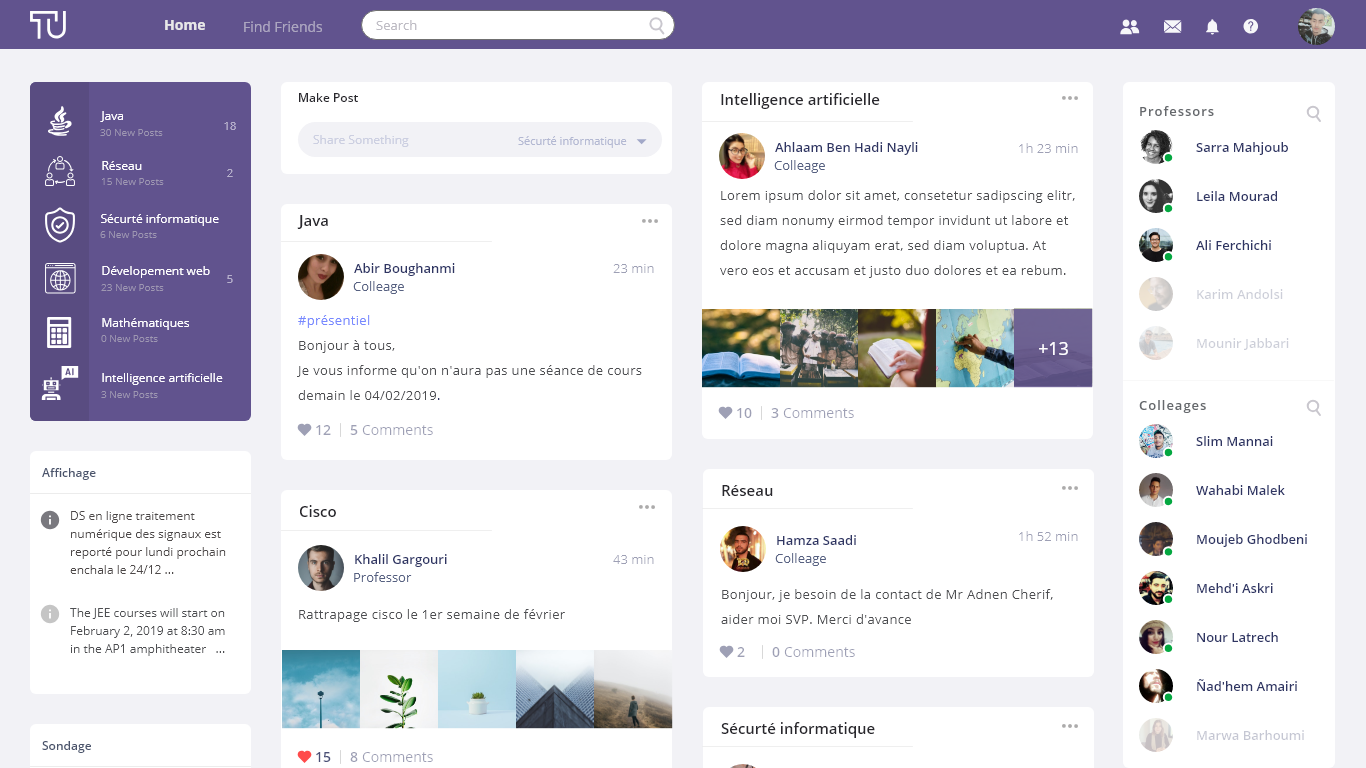 TU
Home
Find Friends
Search
Java
30 New Posts
18
Réseau
15 New Posts
2
Sécurté informatique
6 New Posts
Dévelopement web
23 New Posts
5
Mathématiques
0 New Posts
AI
Intelligence artificielle
3 New Posts
Affichage
DS en ligne traitement
numérique des signaux est
reporté pour lundi prochain
enchala le 24/12 ...
The JEE courses will start on
February 2, 2019 at 8:30 am
in the AP1 amphitheater ...
Sondage
Make Post
Share Something
Sécurté informatique
Java
Abir Boughanmi
23 min
Colleage
#présentiel
Bonjour à tous,
Je vous informe qu'on n'aura pas une séance de cours
demain le 04/02/2019.
12
5 Comments
Cisco
Khalil Gargouri
43 min
Professor
Rattrapage cisco le 1er semaine de février
15
8 Comments
Intelligence artificielle
Ahlaam Ben Hadi Nayli
1h 23 min
Colleage
Lorem ipsum dolor sit amet, consetetur sadipscing elitr,
sed diam nonumy eirmod tempor invidunt ut labore et
dolore magna aliquyam erat, sed diam voluptua. At
vero eos et accusam et justo duo dolores et ea rebum.
+13
10
3 Comments
Réseau
Hamza Saadi
1h 52 min
Colleage
Bonjour, je besoin de la contact de Mr Adnen Cherif,
aider moi SVP. Merci d'avance
2
0 Comments
Sécurté informatique
Professors
Sarra Mahjoub
Leila Mourad
Ali Ferchichi
Karim Andolsi
Mounir Jabbari
Colleages
Slim Mannai
Wahabi Malek
Moujeb Ghodbeni
Mehd'i Askri
Nour Latrech
Ñad'hem Amairi
Marwa Barhoumi